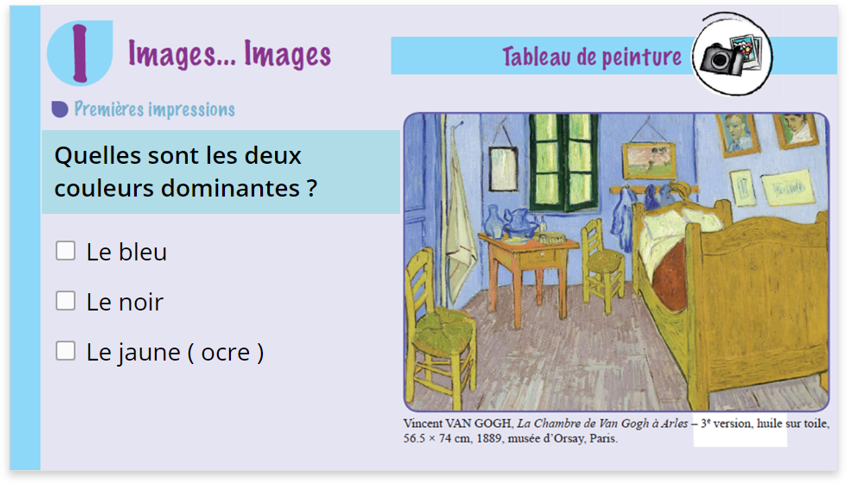 I Images... Images
Tableau de peinture
Premières impressions
Quelles sont les deux
couleurs dominantes ?
Le bleu
Le noir
Le jaune ( ocre )
Vincent VAN GOGH, La Chambre de Van Gogh à Arles – 3e version, huile sur toile,
56.5 × 74 cm, 1889, musée d'Orsay, Paris.